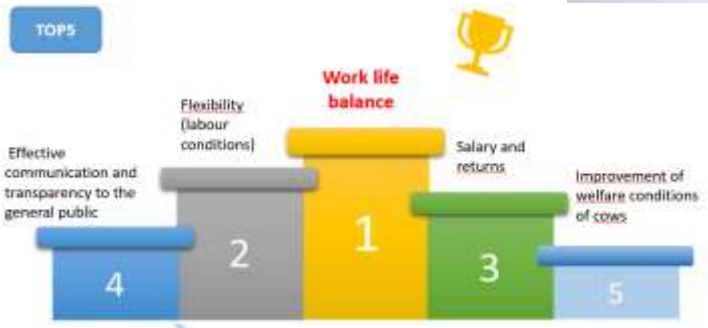 TOP5
Work life
balance
Flexibility
(labour
conditions)
Effective
communication and
transparency to the
general public
Salary and
returns
Improvement of
welfare conditions
of cows
1
2
3
4
5